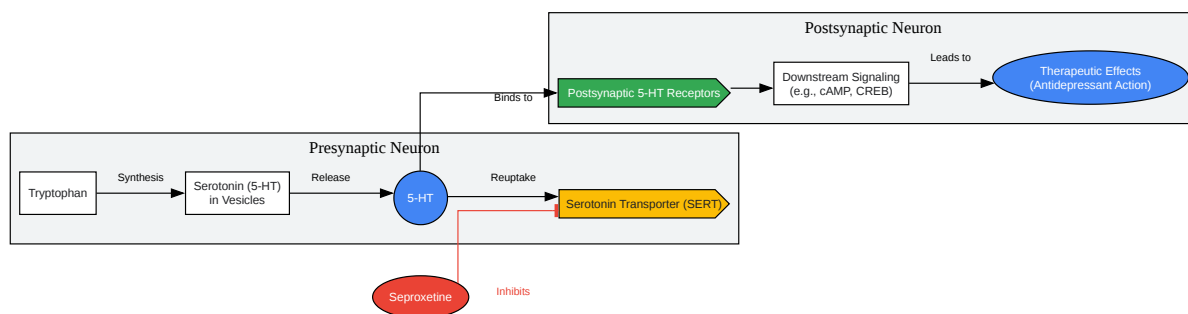 Postsynaptic Neuron
Leads to
Postsynaptic 5-HT Receptors
Downstream Signaling
(e.g., cAMP, CREB)
Therapeutic Effects
(Antidepressant Action)
Binds to
Presynaptic Neuron
Tryptophan
Synthesis
Serotonin (5-HT)
in Vesicles
Release
5-HT
Reuptake
Serotonin Transporter (SERT)
Seproxetine
Inhibits